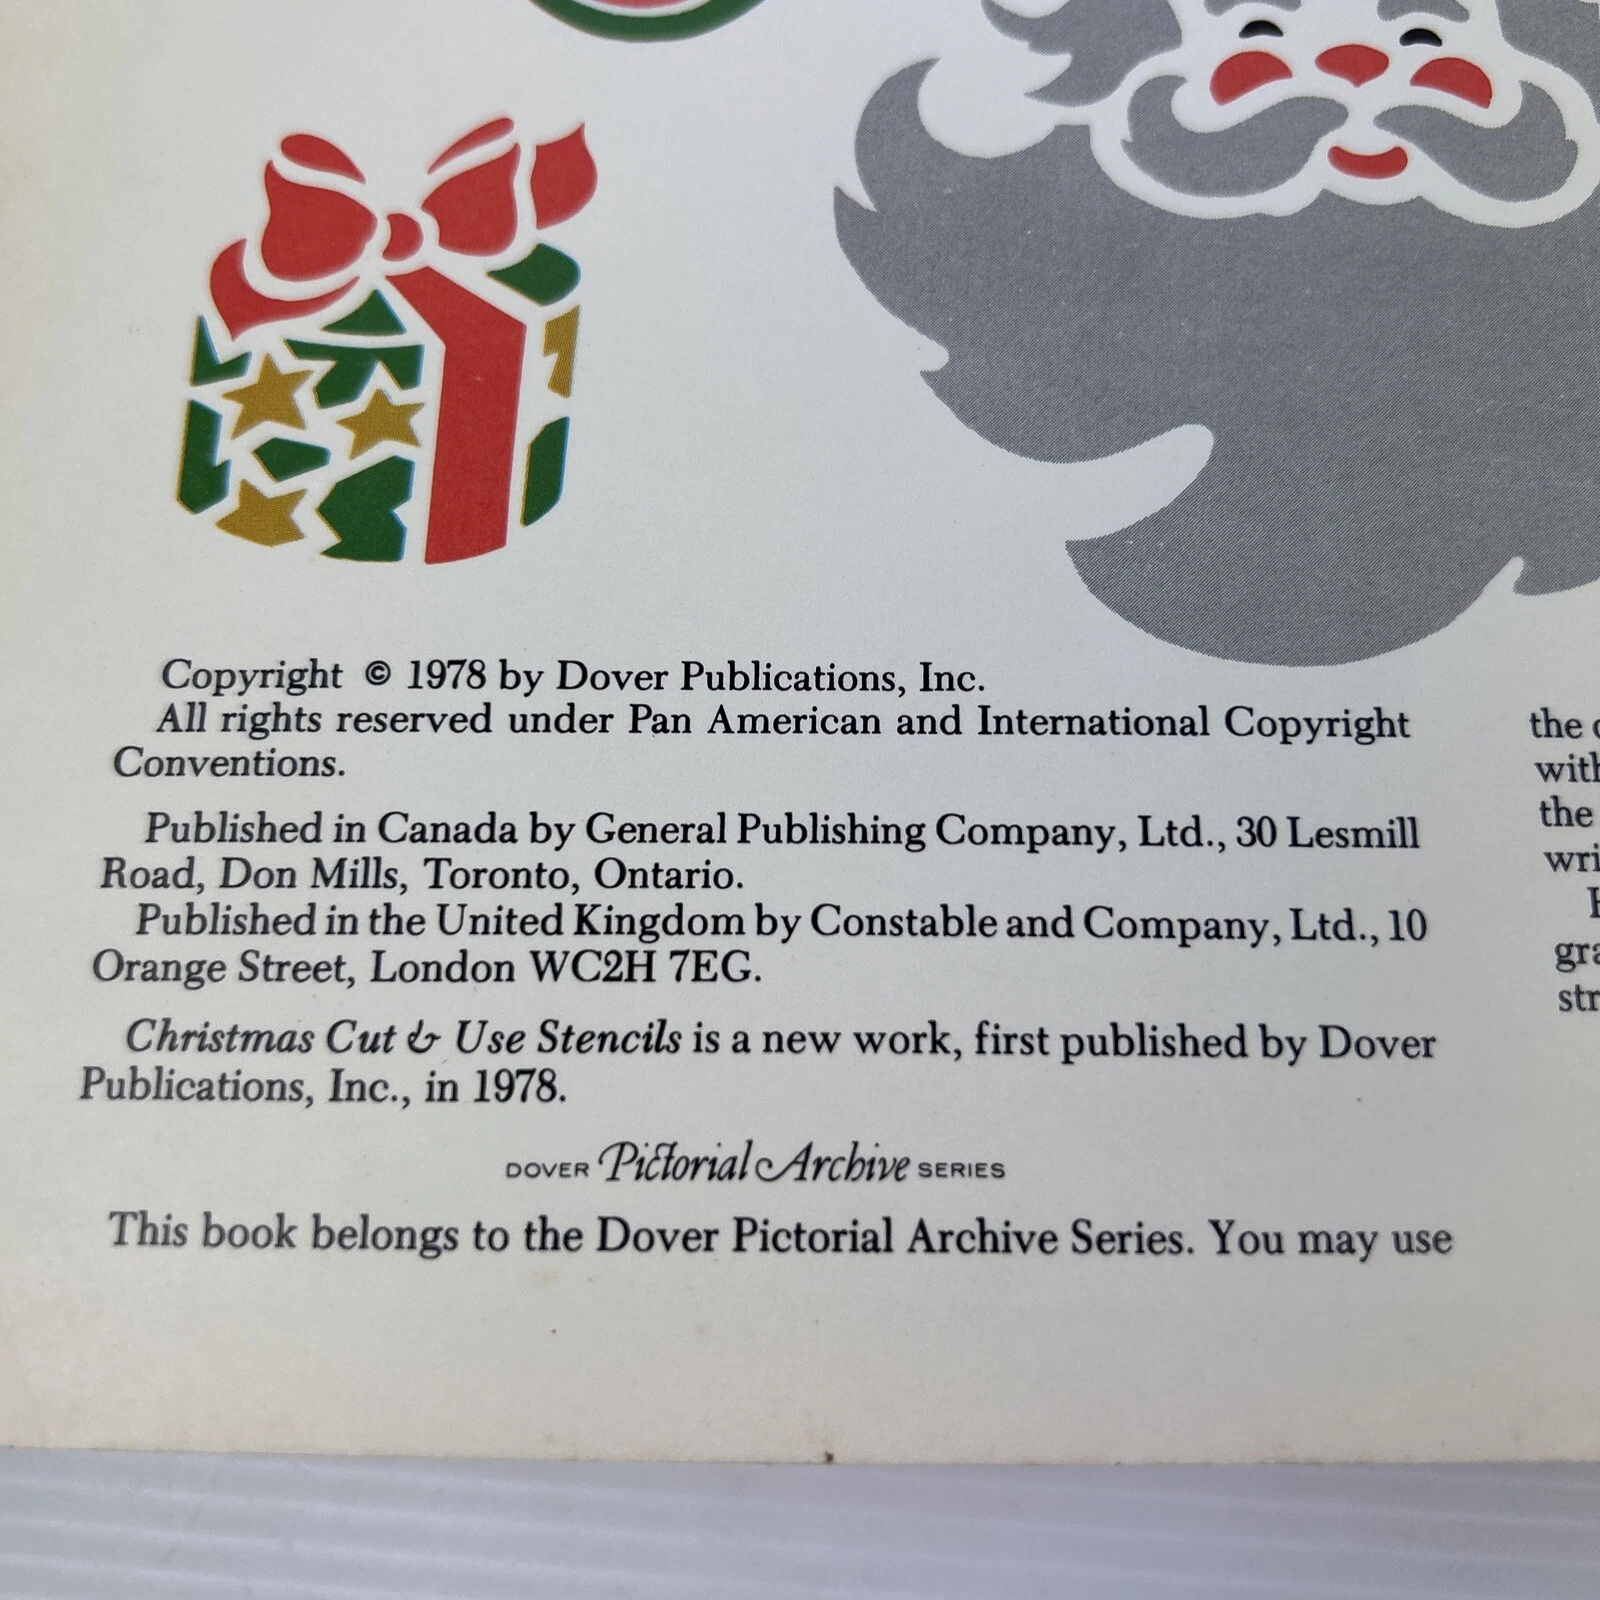 Copyright © 1978 by Dover Publications, Inc.
All rights reserved under Pan American and International Copyright
Conventions.
Published in Canada by General Publishing Company, Ltd., 30 Lesmill
Road, Don Mills, Toronto, Ontario.
Published in the United Kingdom by Constable and Company, Ltd., 10
Orange Street, London WC2H 7EG.
Christmas Cut & Use Stencils is a new work, first published by Dover
Publications, Inc., in 1978.
DOVER Pictorial Archive SERIES
This book belongs to the Dover Pictorial Archive Series. You may use
the
the